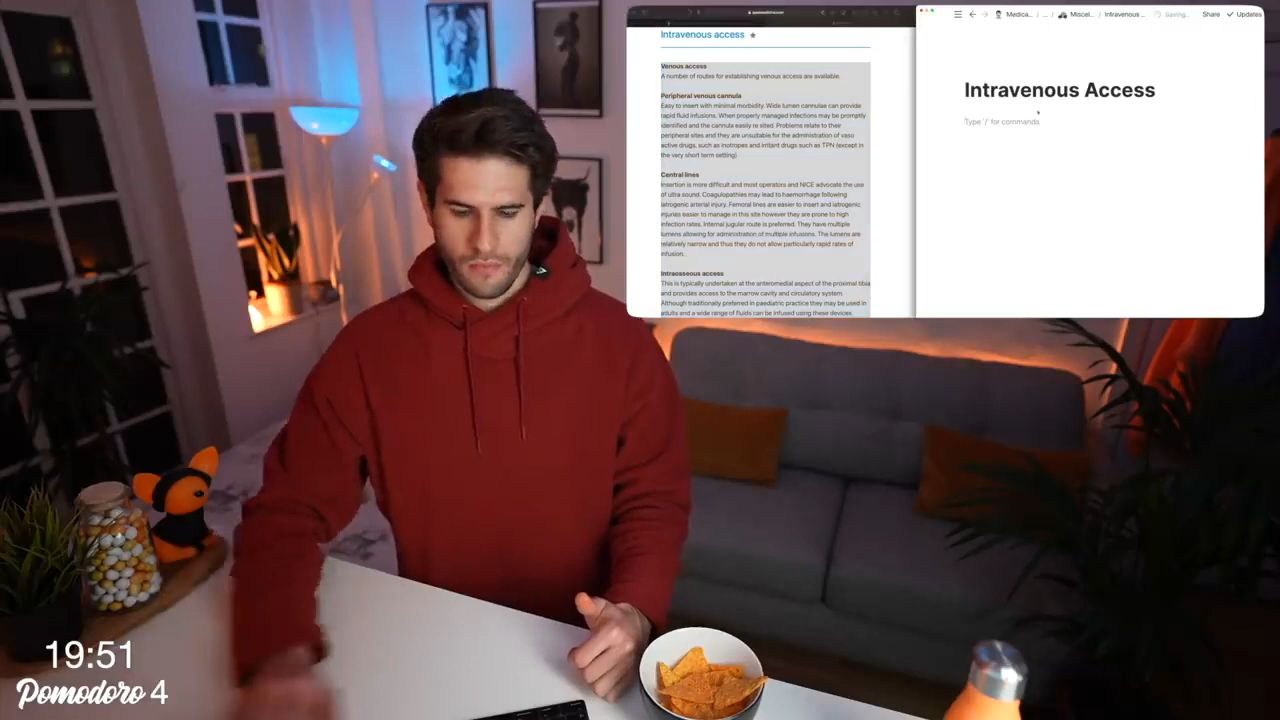 Intravenous access
Venous access
A number of routes for establishing venous access are available.
Peripheral venous cannula
Easy to insert with minimal morbidity. Wide lumen cannulae can provide
rapid fluid infusions. When properly managed infections may be promptly
identified and the cannula easily re sited. Problems relate to their
peripheral sites and they are unsuitable for the administration of vaso
active drugs, such as inotropes and irritant drugs such as TPN (except in
the very short term setting)
Central lines
Insertion is more difficult and most operators and NICE advocate the use
of ultra sound. Coagulopathies may lead to haemorrhage following
iatrogenic arterial injury. Femoral lines are easier to insert and iatrogenic
injuries easier to manage in this site however they are prone to high
infection rates. Internal jugular route is preferred. They have multiple
lumens allowing for administration of multiple infusions. The lumens are
relatively narrow and thus they do not allow particularly rapid rates of
infusion.
Intraosseous access
This is typically undertaken at the anteromedial aspect of the proximal tibia
and provides access to the marrow cavity and circulatory system.
Although traditionally preferred in paediatric practice they may be used in
adults and a wide range of fluids can be infused using these devices.
Medica... / ... / Miscel... / Intravenous ... Saving... Share Updates
Intravenous Access
Type '/' for commands
19:51
Pomodoro 4